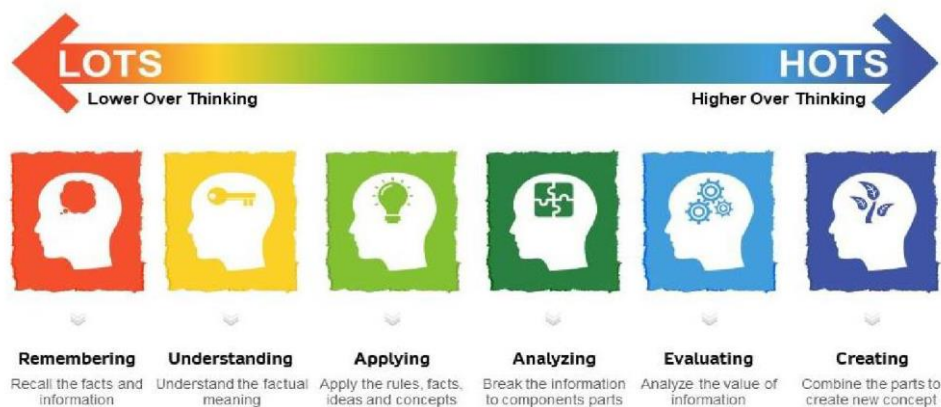 LOTS
HOTS
Lower Over Thinking
Higher Over Thinking
Remembering
Recall the facts and
information
Understanding
Understand the factual
meaning
Applying
Apply the rules, facts,
ideas and concepts
Analyzing
Break the information
to components parts
Evaluating
Analyze the value of
information
Creating
Combine the parts to
create new concept